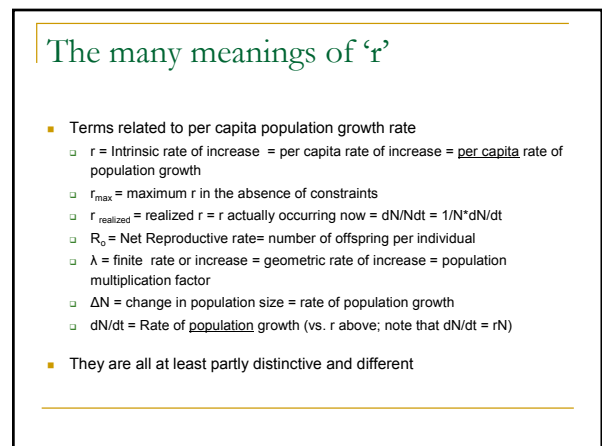 The many meanings of ‘r’
■ Terms related to per capita population growth rate
❑ r = Intrinsic rate of increase = per capita rate of increase = per capita rate of
population growth
❑ rmax = maximum r in the absence of constraints
❑ r realized = realized r = r actually occurring now = dN/Ndt = 1/N*dN/dt
❑ Ro = Net Reproductive rate= number of offspring per individual
❑ λ = finite rate or increase = geometric rate of increase = population
multiplication factor
❑ ΔN = change in population size = rate of population growth
❑ dN/dt = Rate of population growth (vs. r above; note that dN/dt = rN)
■ They are all at least partly distinctive and different